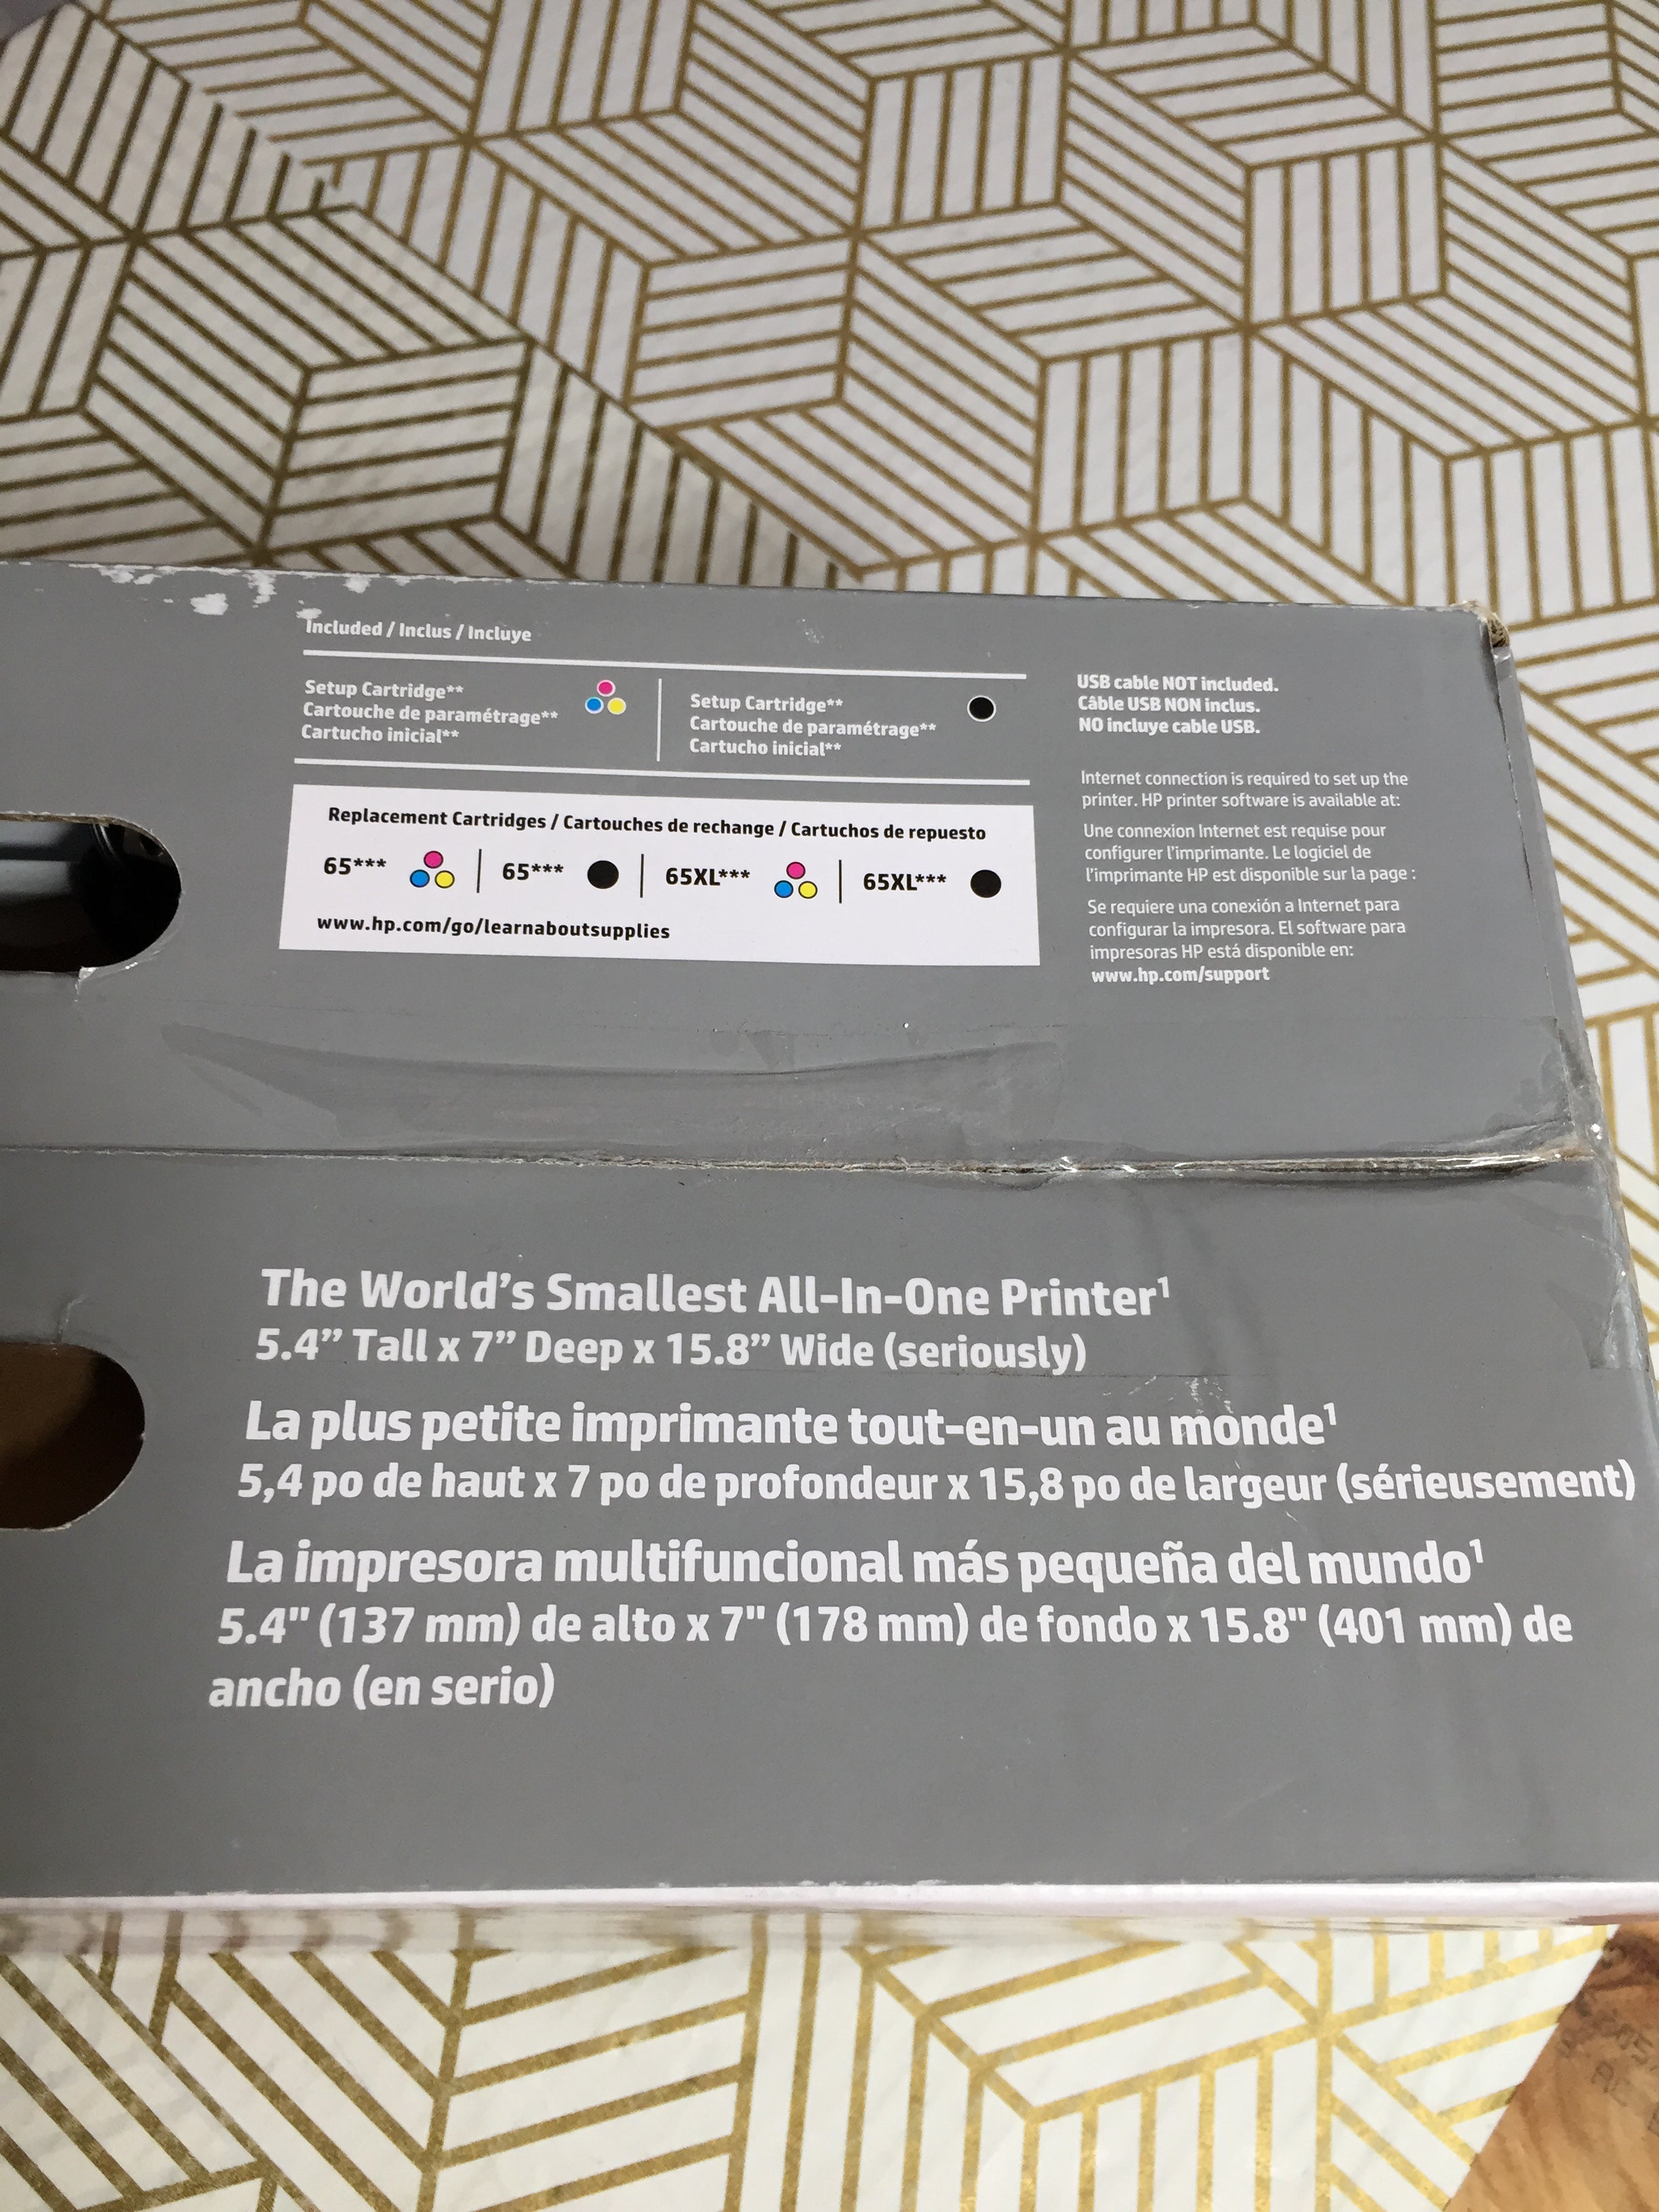 Included / Inclus / Incluye
Setup Cartridge**
Cartouche de paramétrage**
Cartucho inicial**
Setup Cartridge**
Cartouche de paramétrage**
Cartucho inicial**
Replacement Cartridges / Cartouches de rechange / Cartuchos de repuesto
65*** 65*** 65XL*** 65XL***
www.hp.com/go/learnaboutsupplies
USB cable NOT included.
Câble USB NON inclus.
NO incluye cable USB.
Internet connection is required to set up the
printer. HP printer software is available at:
Une connexion Internet est requise pour
configurer l'imprimante. Le logiciel de
l'imprimante HP est disponible sur la page :
Se requiere una conexión a Internet para
configurar la impresora. El software para
impresoras HP está disponible en:
www.hp.com/support
The World's Smallest All-In-One Printer¹
5.4” Tall x 7” Deep x 15.8” Wide (seriously)
La plus petite imprimante tout-en-un au monde¹
5,4 po de haut x 7 po de profondeur x 15,8 po de largeur (sérieusement)
La impresora multifuncional más pequeña del mundo¹
5.4" (137 mm) de alto x 7" (178 mm) de fondo x 15.8" (401 mm) de
ancho (en serio)